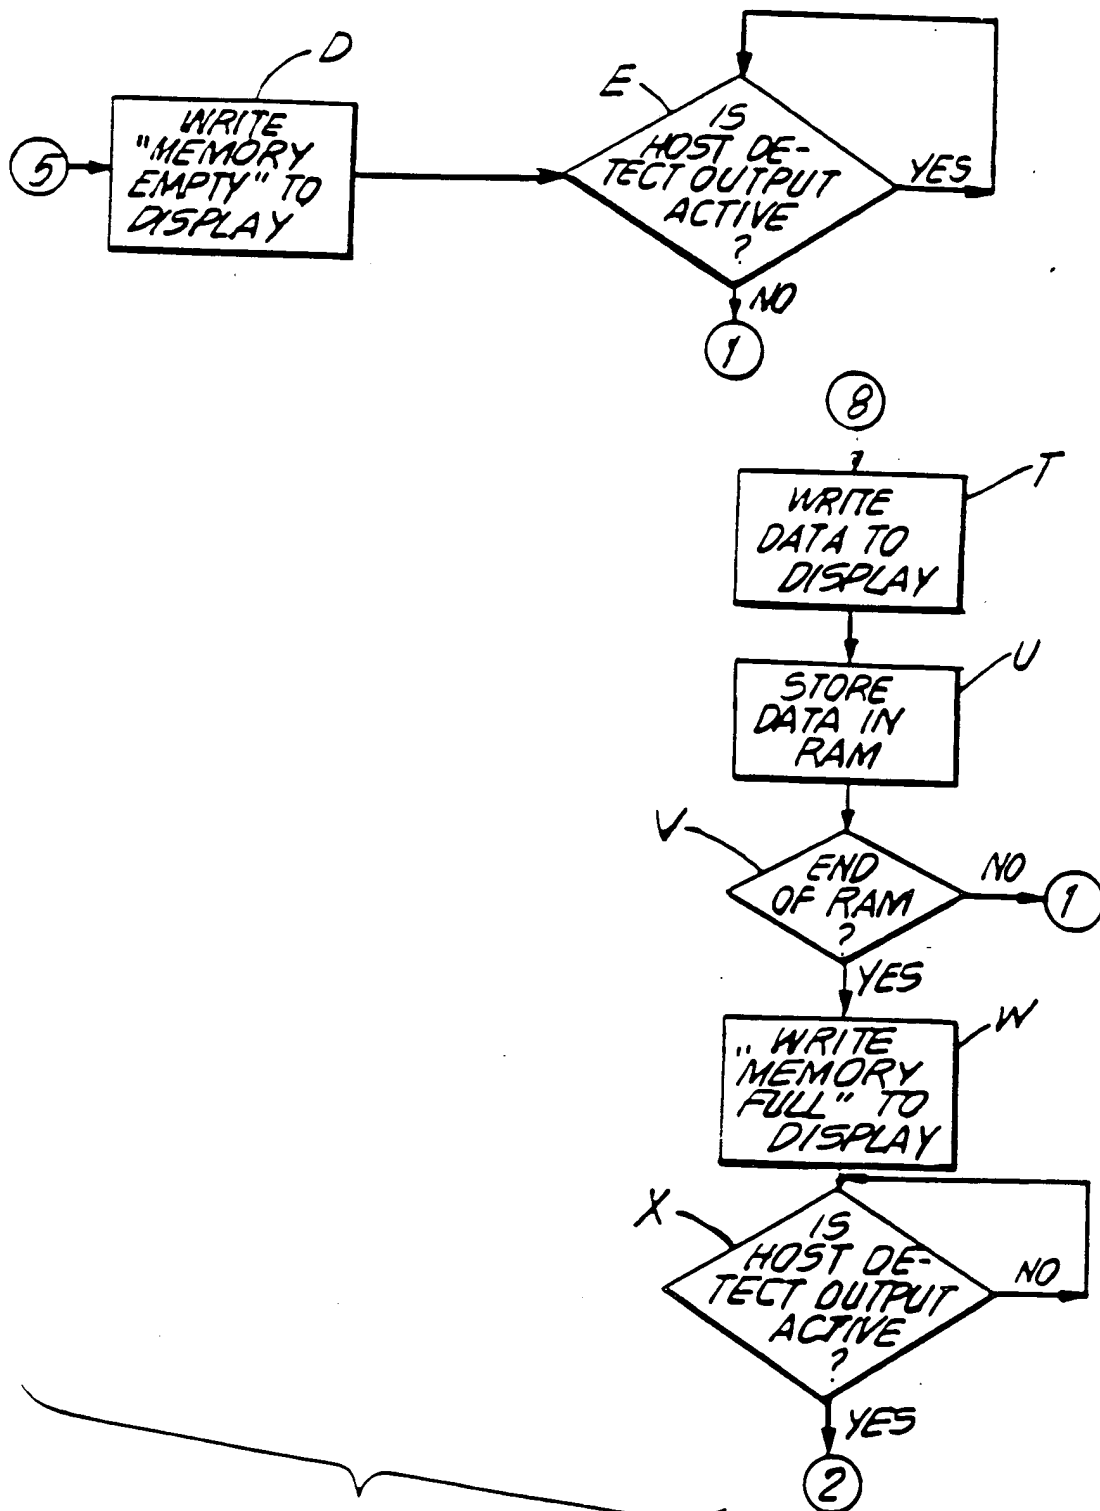 D
5
WRITE
"MEMORY
EMPTY" TO
DISPLAY
E
IS
HOST DE-
TECT OUTPUT
ACTIVE
?
YES
NO
1
8
T
WRITE
DATA TO
DISPLAY
U
STORE
DATA IN
RAM
V
END
OF RAM
?
NO
1
YES
W
WRITE
"MEMORY
FULL" TO
DISPLAY
X
IS
HOST DE-
TECT OUTPUT
ACTIVE
?
NO
YES
2